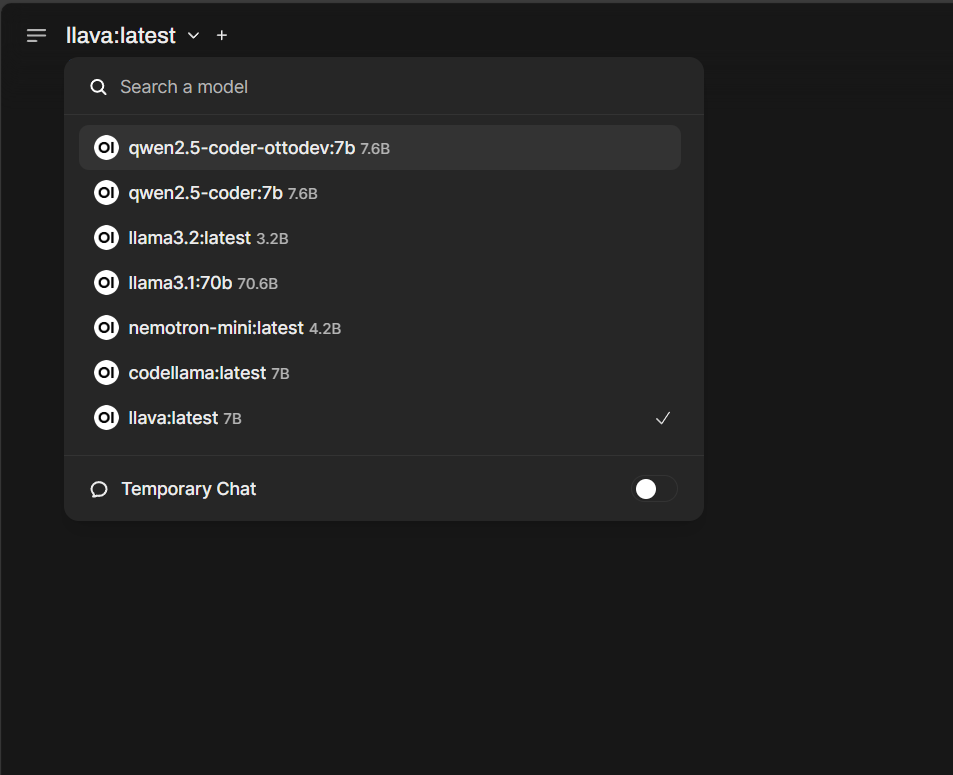 llava:latest
Search a model
OI qwen2.5-coder-ottodev:7b 7.6B
OI qwen2.5-coder:7b 7.6B
OI llama3.2:latest 3.2B
OI llama3.1:70b 70.6B
OI nemotron-mini:latest 4.2B
OI codellama:latest 7B
OI llava:latest 7B
Temporary Chat